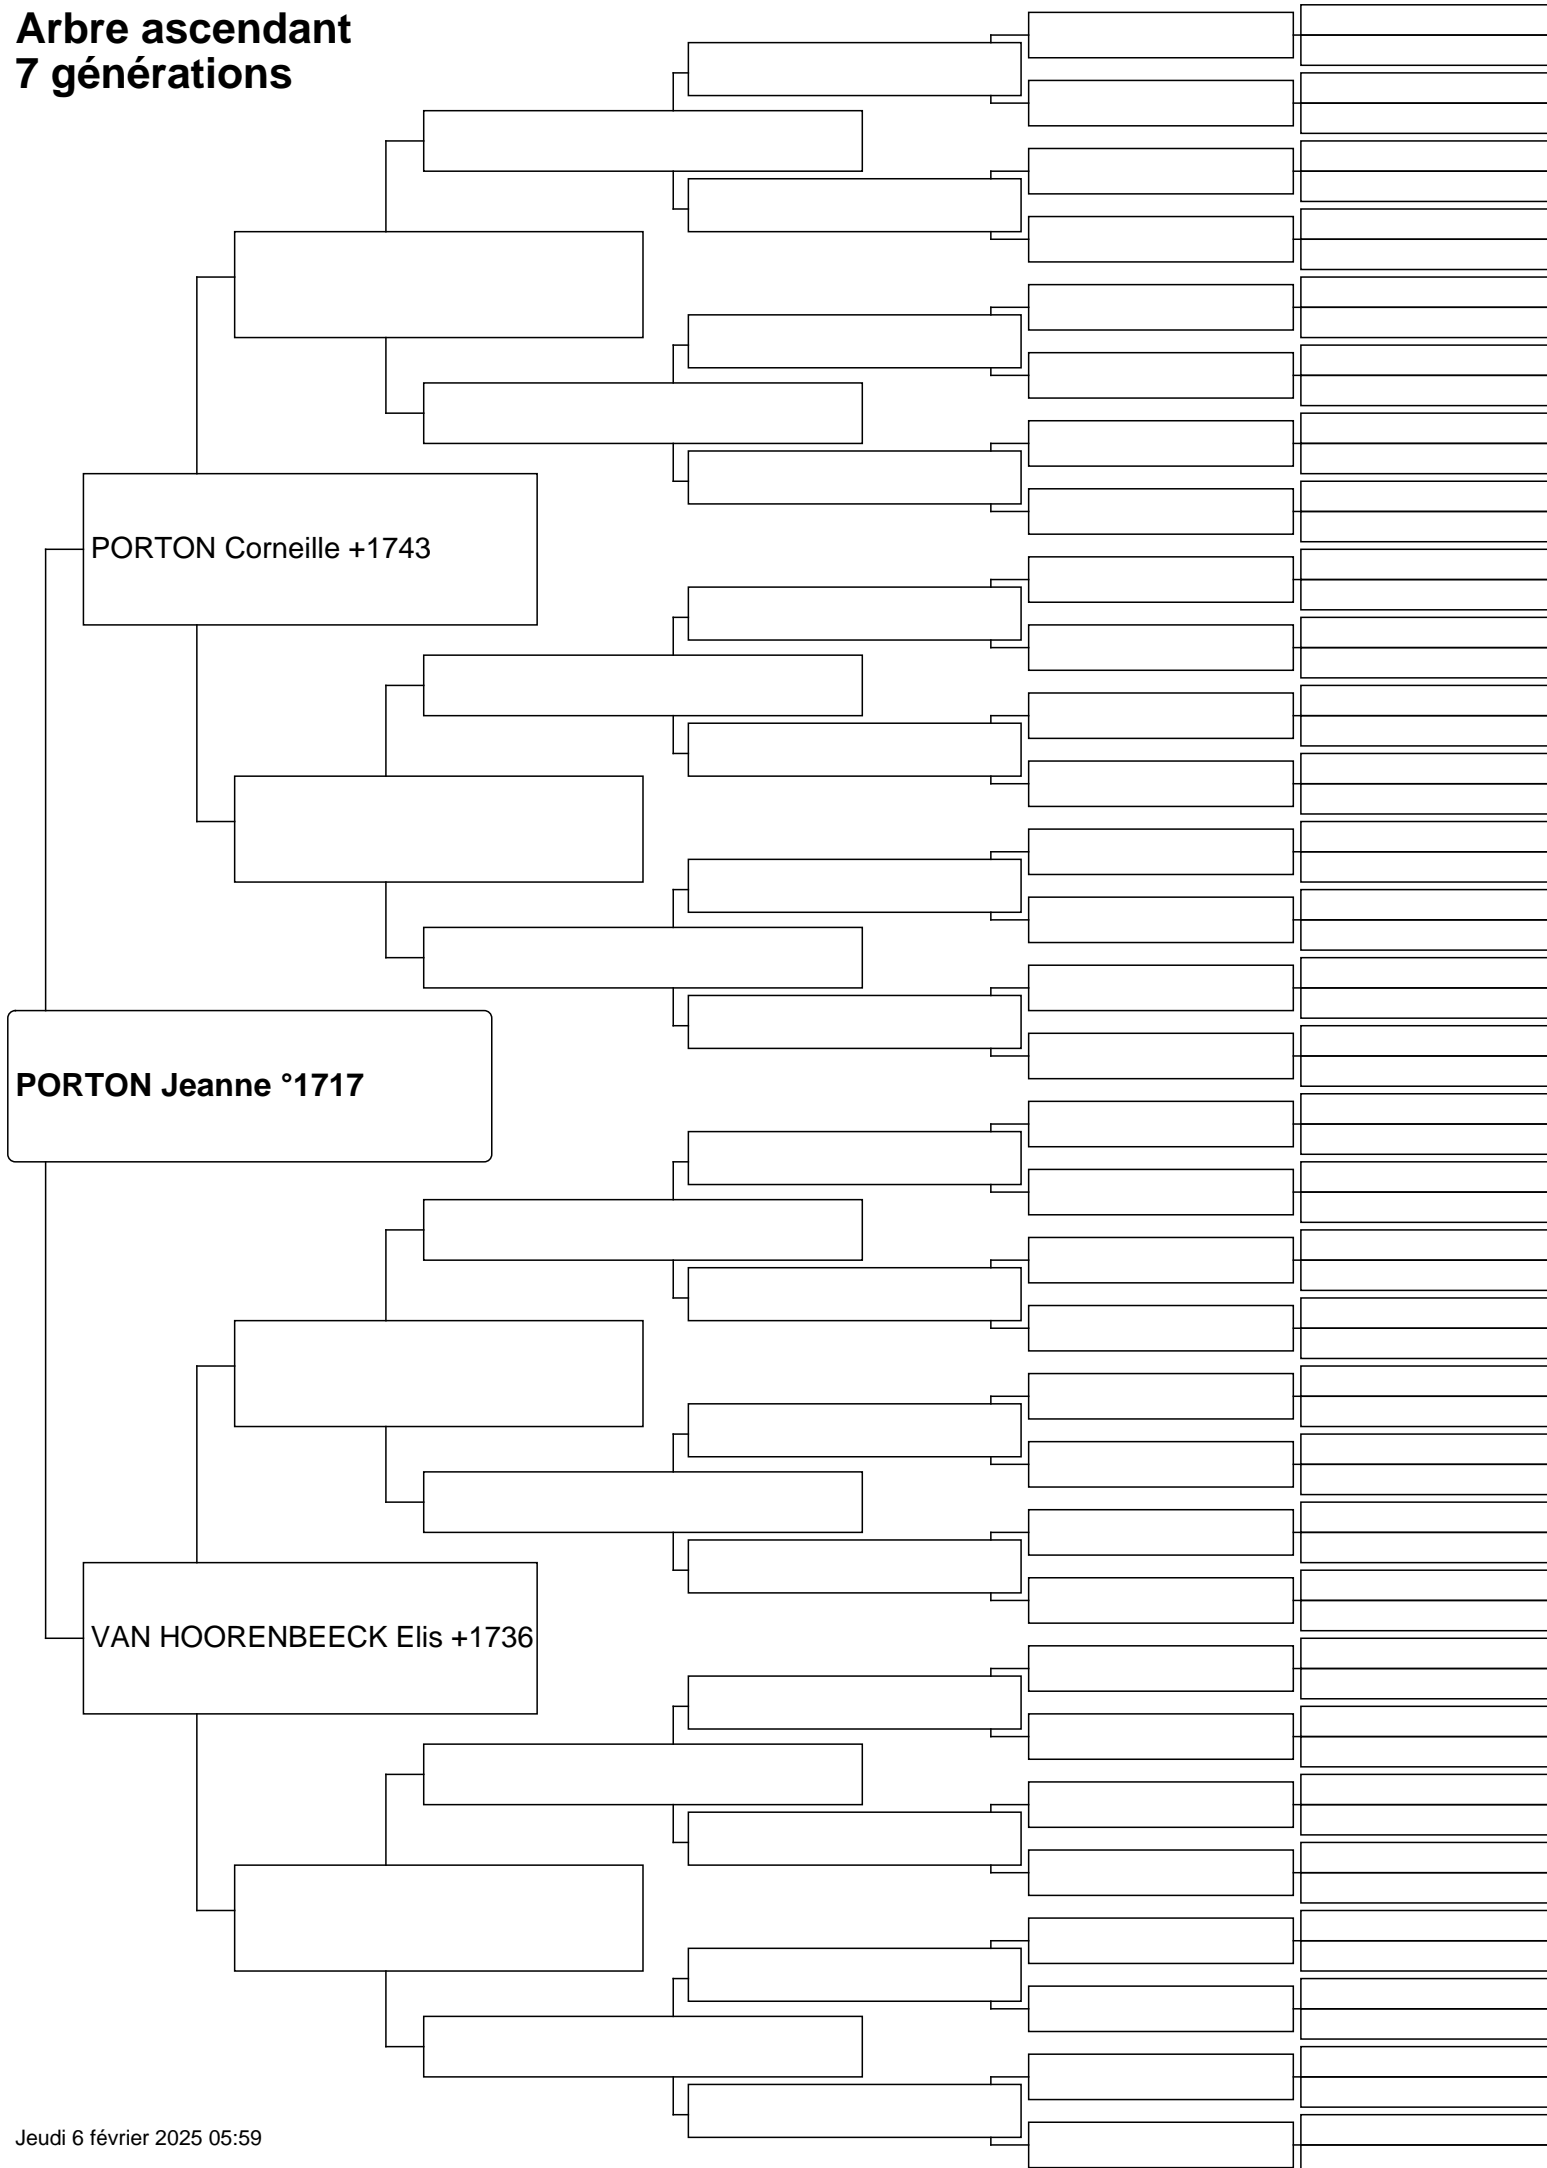 Arbre ascendant
7 générations
PORTON Corneille +1743
PORTON Jeanne °1717
VAN HOORENBEECK Elis +1736
Jeudi 6 février 2025 05:59